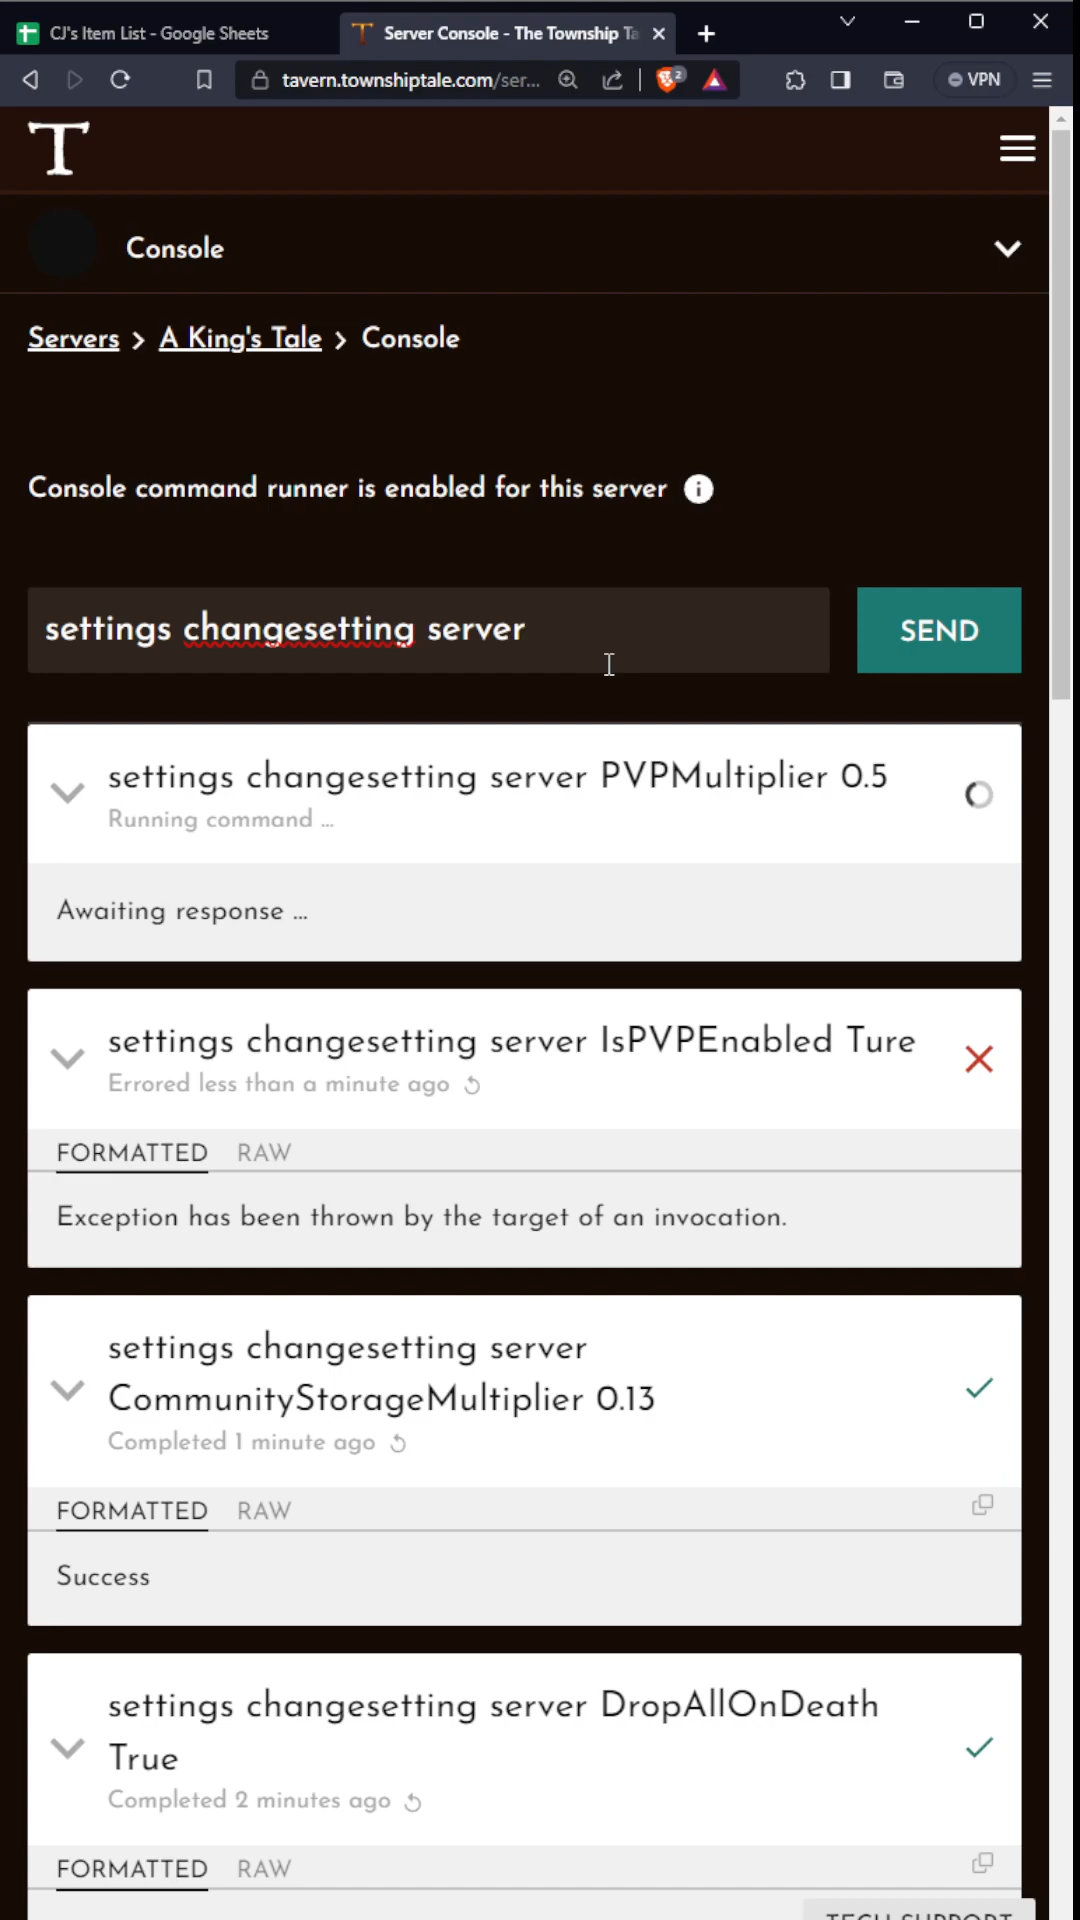 CJ's Item List - Google Sheets
Server Console - The Township Ta
tavern.townshiptale.com/ser...
2
VPN
T
Console
Servers > A King's Tale > Console
Console command runner is enabled for this server
settings changesetting server
SEND
settings changesetting server PVPMultiplier 0.5
Running command ...
Awaiting response ...
settings changesetting server IsPVPEnabled Ture
Errored less than a minute ago
FORMATTED RAW
Exception has been thrown by the target of an invocation.
settings changesetting server
CommunityStorageMultiplier 0.13
Completed 1 minute ago
FORMATTED RAW
Success
settings changesetting server DropAllOnDeath
True
Completed 2 minutes ago
FORMATTED RAW
TECH SUPPORT